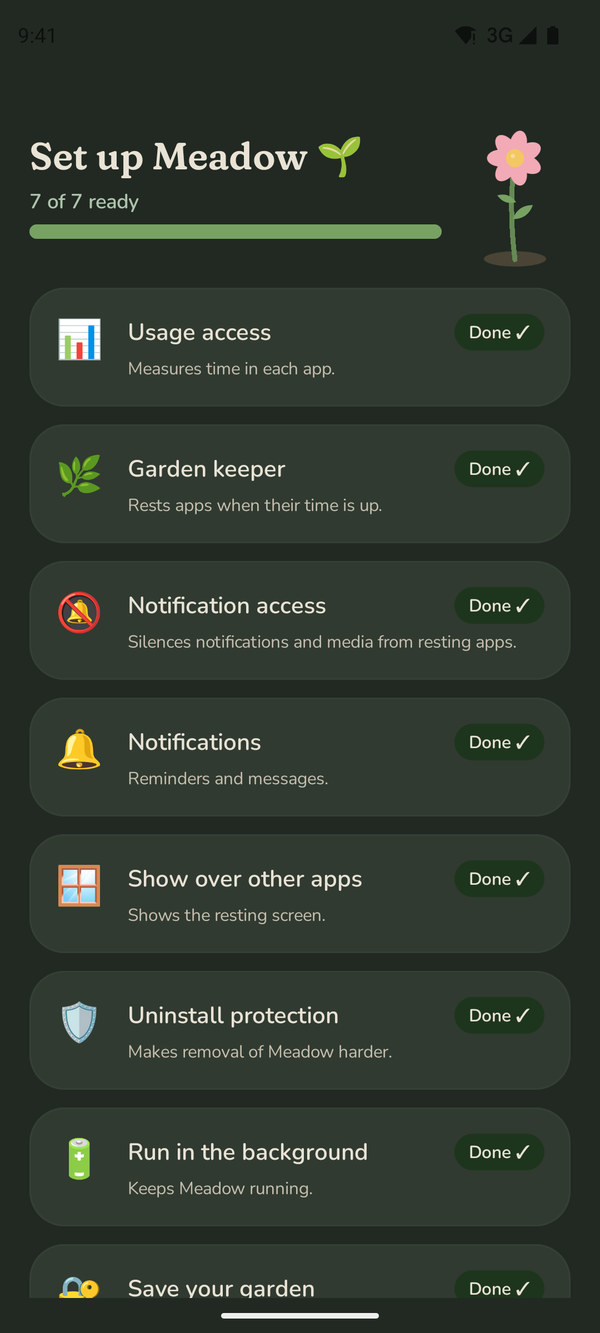 9:41
3G
Set up Meadow 🌱
7 of 7 ready
Usage access
Done ✓
Measures time in each app.
Garden keeper
Done ✓
Rests apps when their time is up.
Notification access
Done ✓
Silences notifications and media from resting apps.
Notifications
Done ✓
Reminders and messages.
Show over other apps
Done ✓
Shows the resting screen.
Uninstall protection
Done ✓
Makes removal of Meadow harder.
Run in the background
Done ✓
Keeps Meadow running.
Save your garden
Done ✓